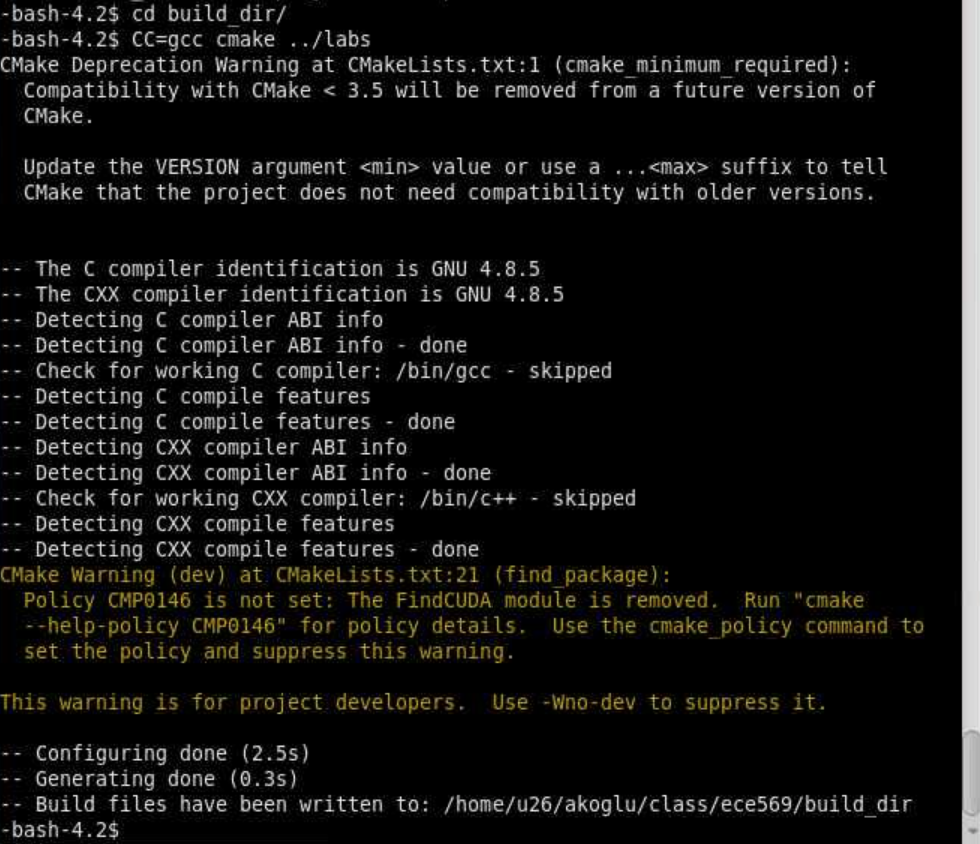 -bash-4.2$ cd build_dir/
-bash-4.2$ CC=gcc cmake ../labs
CMake Deprecation Warning at CMakeLists.txt:1 (cmake_minimum_required):
  Compatibility with CMake < 3.5 will be removed from a future version of
  CMake.

  Update the VERSION argument <min> value or use a ...<max> suffix to tell
  CMake that the project does not need compatibility with older versions.


-- The C compiler identification is GNU 4.8.5
-- The CXX compiler identification is GNU 4.8.5
-- Detecting C compiler ABI info
-- Detecting C compiler ABI info - done
-- Check for working C compiler: /bin/gcc - skipped
-- Detecting C compile features
-- Detecting C compile features - done
-- Detecting CXX compiler ABI info
-- Detecting CXX compiler ABI info - done
-- Check for working CXX compiler: /bin/c++ - skipped
-- Detecting CXX compile features
-- Detecting CXX compile features - done
CMake Warning (dev) at CMakeLists.txt:21 (find_package):
  Policy CMP0146 is not set: The FindCUDA module is removed.  Run "cmake
  --help-policy CMP0146" for policy details.  Use the cmake_policy command to
  set the policy and suppress this warning.

This warning is for project developers.  Use -Wno-dev to suppress it.

-- Configuring done (2.5s)
-- Generating done (0.3s)
-- Build files have been written to: /home/u26/akoglu/class/ece569/build_dir
-bash-4.2$